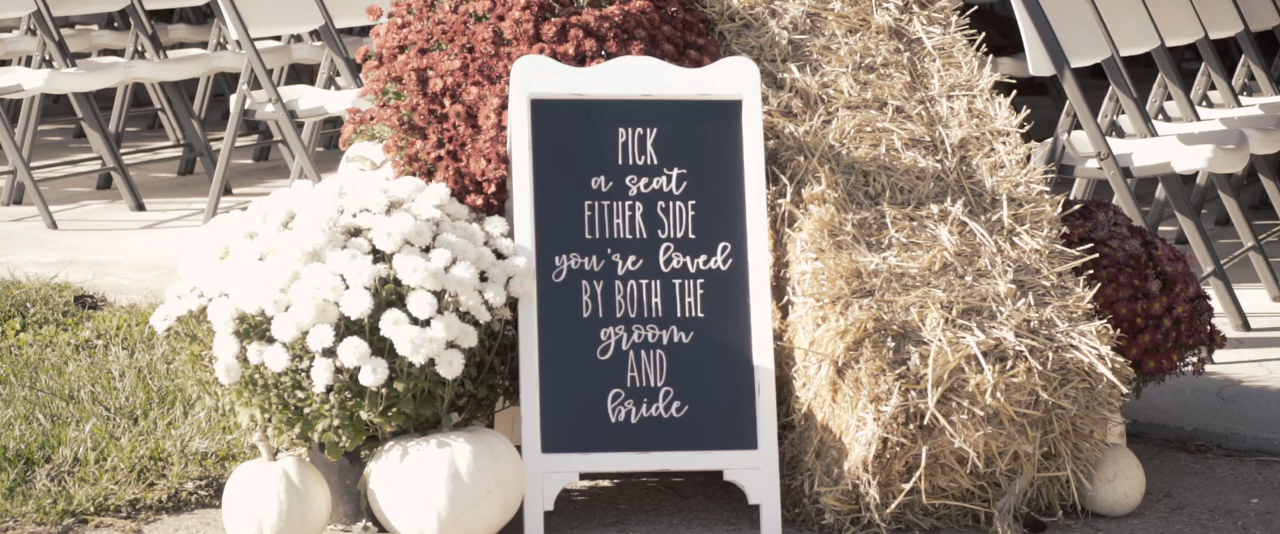 PICK
a seat
EITHER SIDE
you're loved
BY BOTH THE
groom
AND
bride